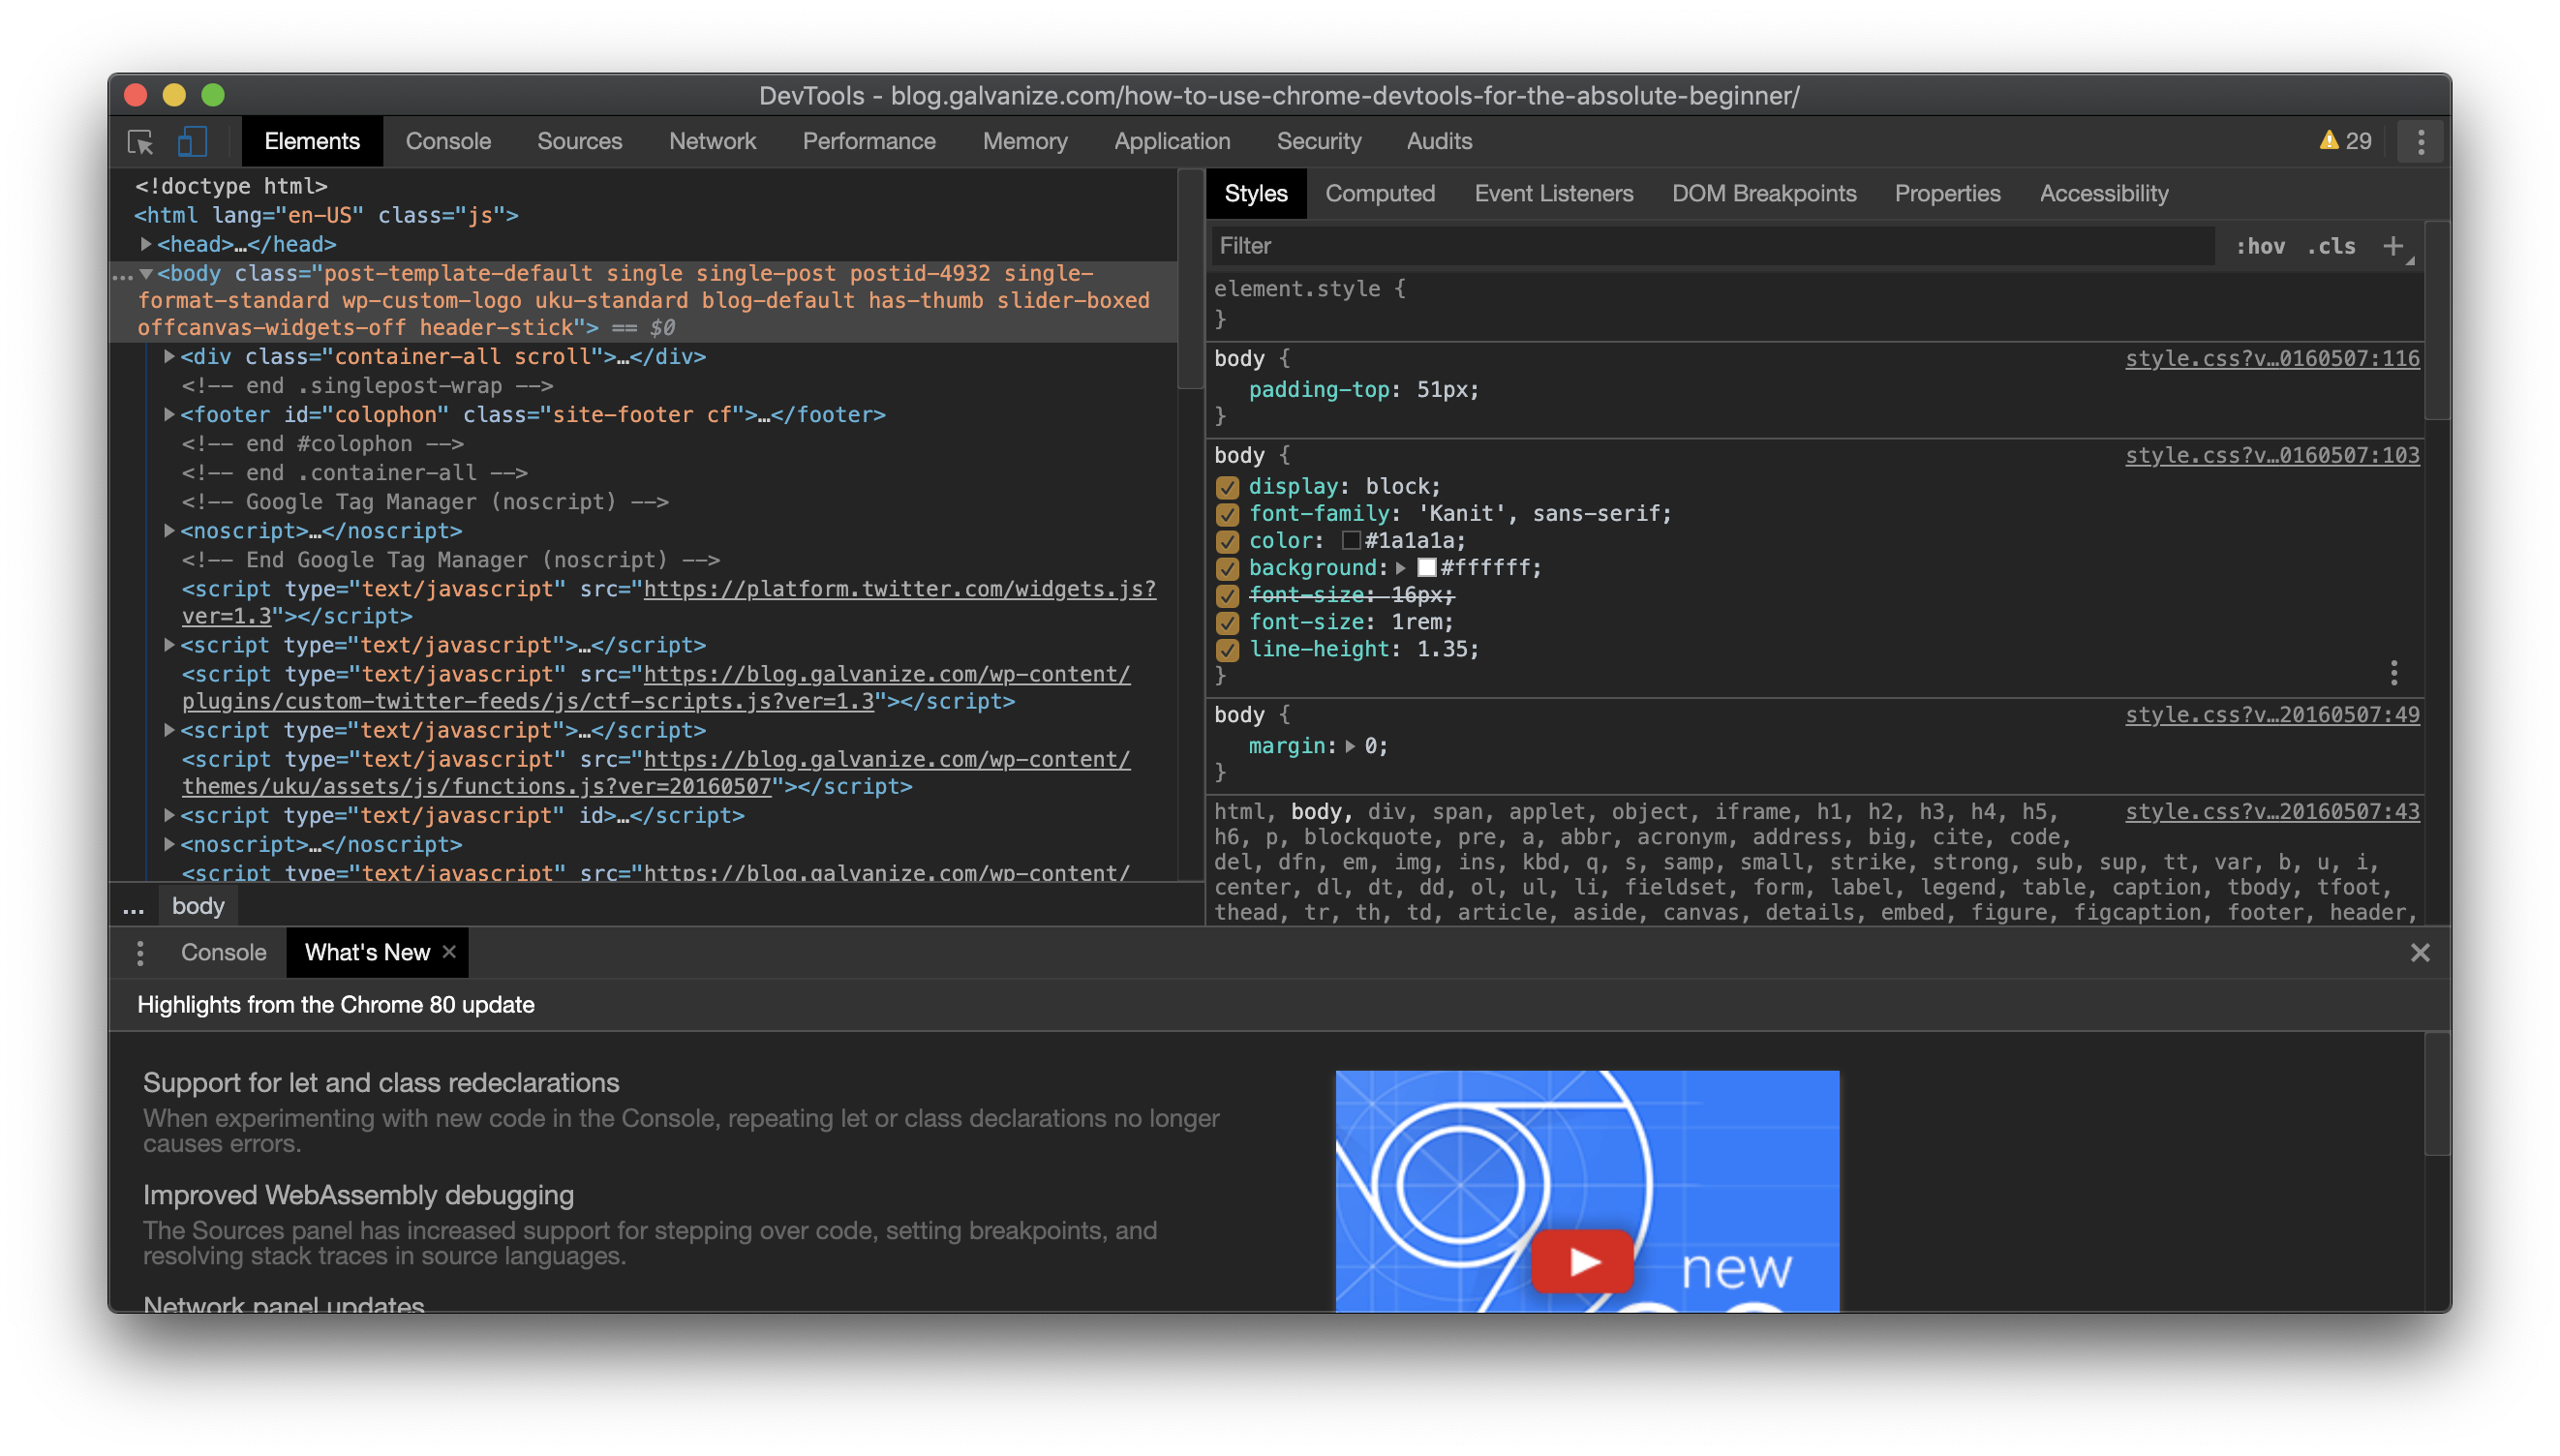 DevTools - blog.galvanize.com/how-to-use-chrome-devtools-for-the-absolute-beginner/
Elements Console Sources Network Performance Memory Application Security Audits 29
<!doctype html>
<html lang="en-US" class="js">
<head>…</head>
… <body class="post-template-default single single-post postid-4932 single-
format-standard wp-custom-logo uku-standard blog-default has-thumb slider-boxed
offcanvas-widgets-off header-stick"> == $0
<div class="container-all scroll">…</div>
<!-- end .singlepost-wrap -->
<footer id="colophon" class="site-footer cf">…</footer>
<!-- end #colophon -->
<!-- end .container-all -->
<!-- Google Tag Manager (noscript) -->
<noscript>…</noscript>
<!-- End Google Tag Manager (noscript) -->
<script type="text/javascript" src="https://platform.twitter.com/widgets.js?
ver=1.3"></script>
<script type="text/javascript">…</script>
<script type="text/javascript" src="https://blog.galvanize.com/wp-content/
plugins/custom-twitter-feeds/js/ctf-scripts.js?ver=1.3"></script>
<script type="text/javascript">…</script>
<script type="text/javascript" src="https://blog.galvanize.com/wp-content/
themes/uku/assets/js/functions.js?ver=20160507"></script>
<script type="text/javascript" id>…</script>
<noscript>…</noscript>
<script type="text/javascript" src="https://blog.galvanize.com/wp-content/
… body
Styles Computed Event Listeners DOM Breakpoints Properties Accessibility
Filter :hov .cls +
element.style {
}
body { style.css?v…0160507:116
padding-top: 51px;
}
body { style.css?v…0160507:103
display: block;
font-family: 'Kanit', sans-serif;
color: #1a1a1a;
background: #ffffff;
font-size: 16px;
font-size: 1rem;
line-height: 1.35;
}
body { style.css?v…20160507:49
margin: 0;
}
html, body, div, span, applet, object, iframe, h1, h2, h3, h4, h5, style.css?v…20160507:43
h6, p, blockquote, pre, a, abbr, acronym, address, big, cite, code,
del, dfn, em, img, ins, kbd, q, s, samp, small, strike, strong, sub, sup, tt, var, b, u, i,
center, dl, dt, dd, ol, ul, li, fieldset, form, label, legend, table, caption, tbody, tfoot,
thead, tr, th, td, article, aside, canvas, details, embed, figure, figcaption, footer, header,
Console What's New
Highlights from the Chrome 80 update
Support for let and class redeclarations
When experimenting with new code in the Console, repeating let or class declarations no longer
causes errors.
Improved WebAssembly debugging
The Sources panel has increased support for stepping over code, setting breakpoints, and
resolving stack traces in source languages.
Network panel updates
new